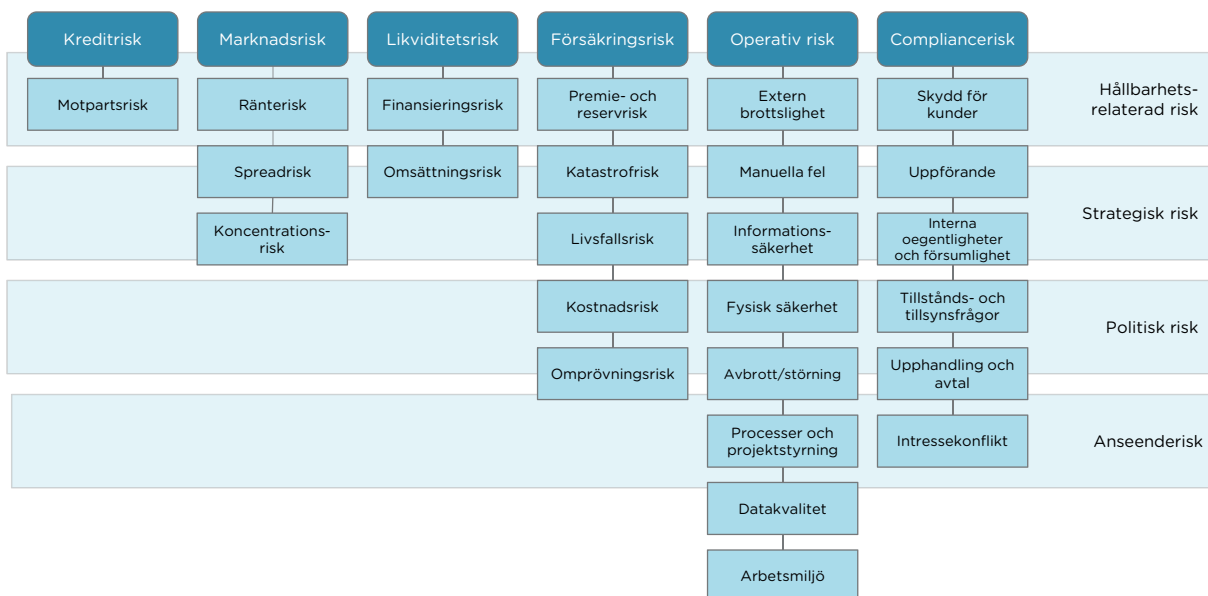 Kreditrisk
Marknadsrisk
Likviditetsrisk
Försäkringsrisk
Operativ risk
Compliancerisk
Motpartsrisk
Ränterisk
Finansieringsrisk
Premie- och
reservrisk
Extern
brottslighet
Skydd för
kunder
Hållbarhets-
relaterad risk
Spreadrisk
Omsättningsrisk
Katastrofrisk
Manuella fel
Uppförande
Koncentrations-
risk
Livsfallsrisk
Informations-
säkerhet
Interna
oegentligheter
och försumlighet
Strategisk risk
Kostnadsrisk
Fysisk säkerhet
Tillstånds- och
tillsynsfrågor
Politisk risk
Omprövningsrisk
Avbrott/störning
Upphandling och
avtal
Processer och
projektstyrning
Intressekonflikt
Anseenderisk
Datakvalitet
Arbetsmiljö